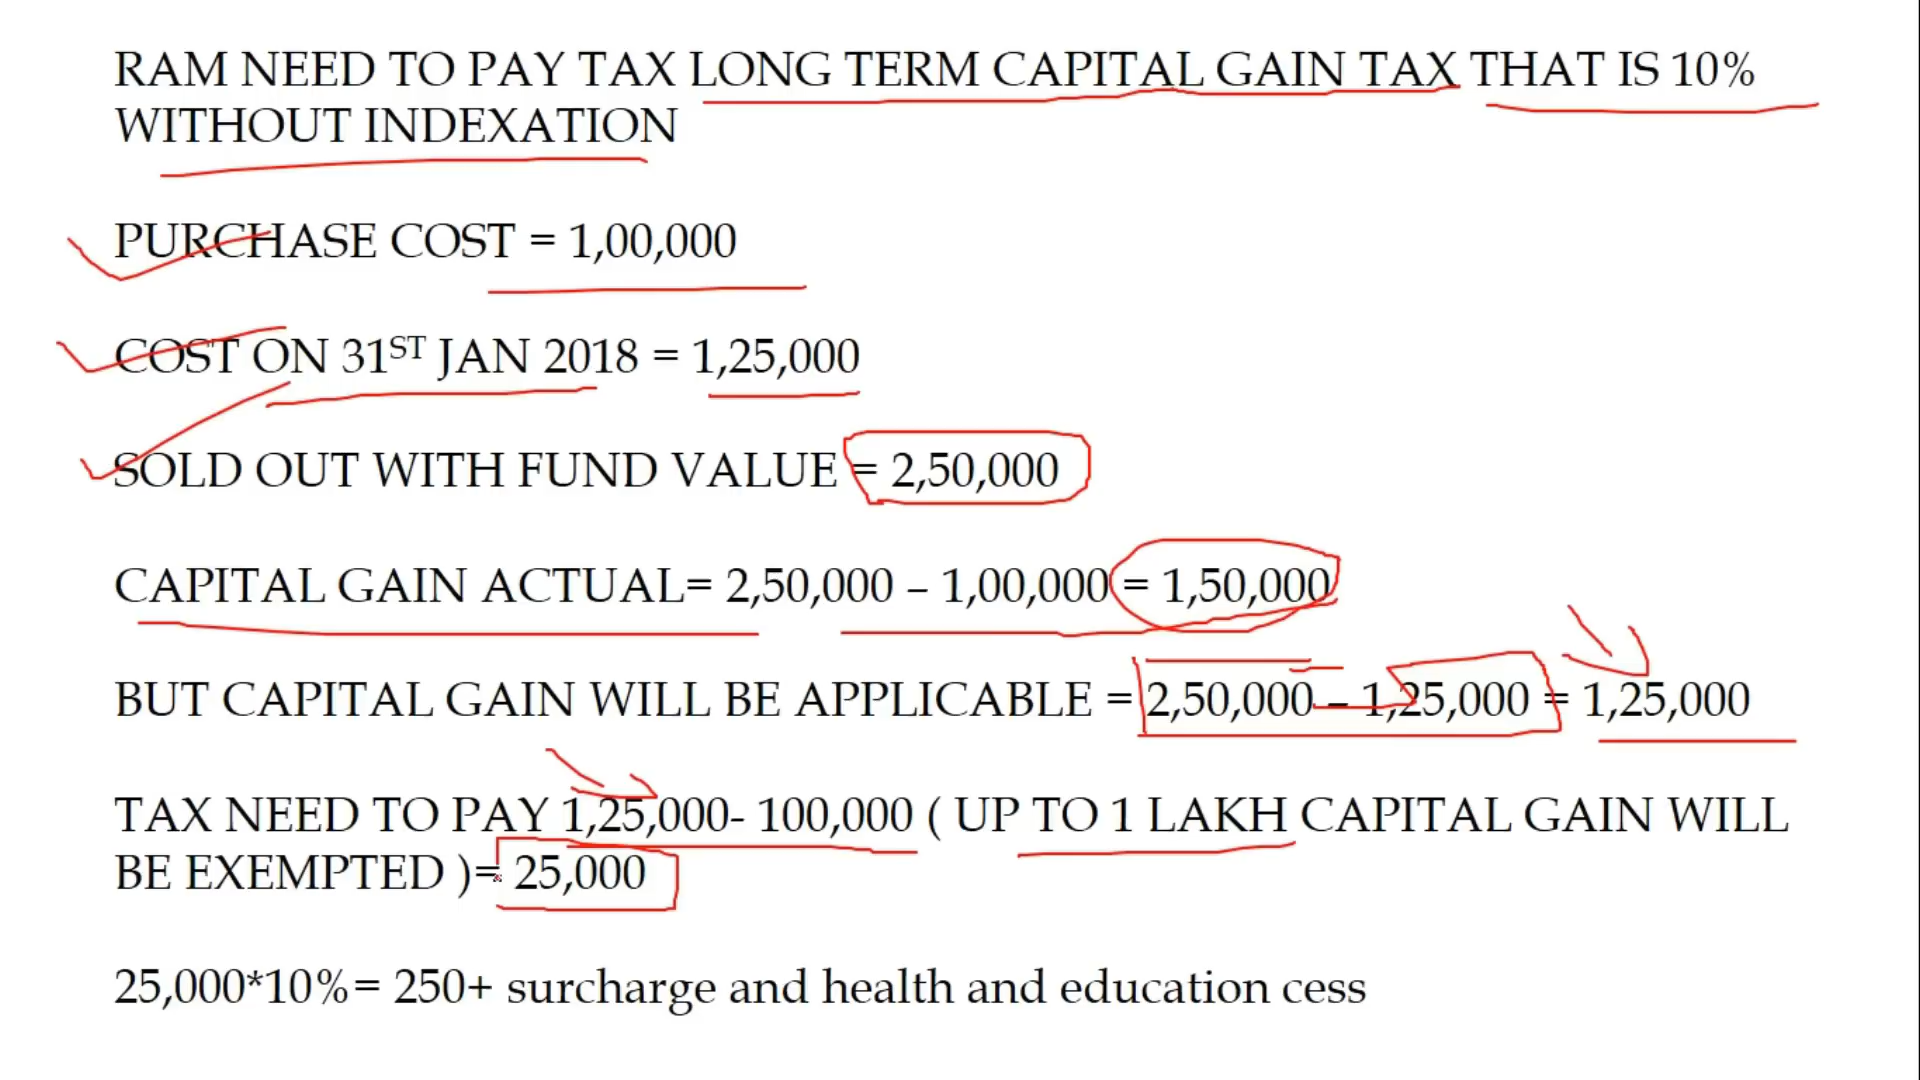 RAM NEED TO PAY TAX LONG TERM CAPITAL GAIN TAX THAT IS 10%
WITHOUT INDEXATION
PURCHASE COST = 1,00,000
COST ON 31ST JAN 2018 = 1,25,000
SOLD OUT WITH FUND VALUE = 2,50,000
CAPITAL GAIN ACTUAL= 2,50,000 – 1,00,000 = 1,50,000
BUT CAPITAL GAIN WILL BE APPLICABLE = 2,50,000 – 1,25,000 = 1,25,000
TAX NEED TO PAY 1,25,000- 100,000 ( UP TO 1 LAKH CAPITAL GAIN WILL
BE EXEMPTED )= 25,000
25,000*10%= 250+ surcharge and health and education cess